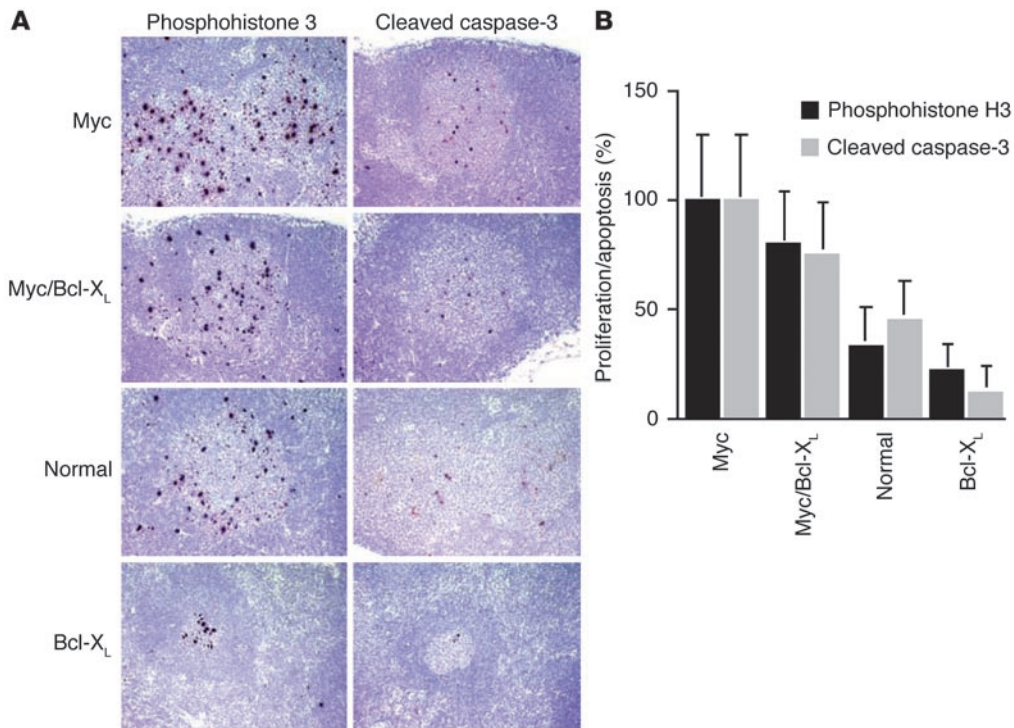 A
Phosphohistone 3
Cleaved caspase-3
Myc
Myc/Bcl-XL
Normal
Bcl-XL
B
150
100
50
0
Proliferation/apoptosis (%)
Phosphohistone H3
Cleaved caspase-3
Myc
Myc/Bcl-XL
Normal
Bcl-XL